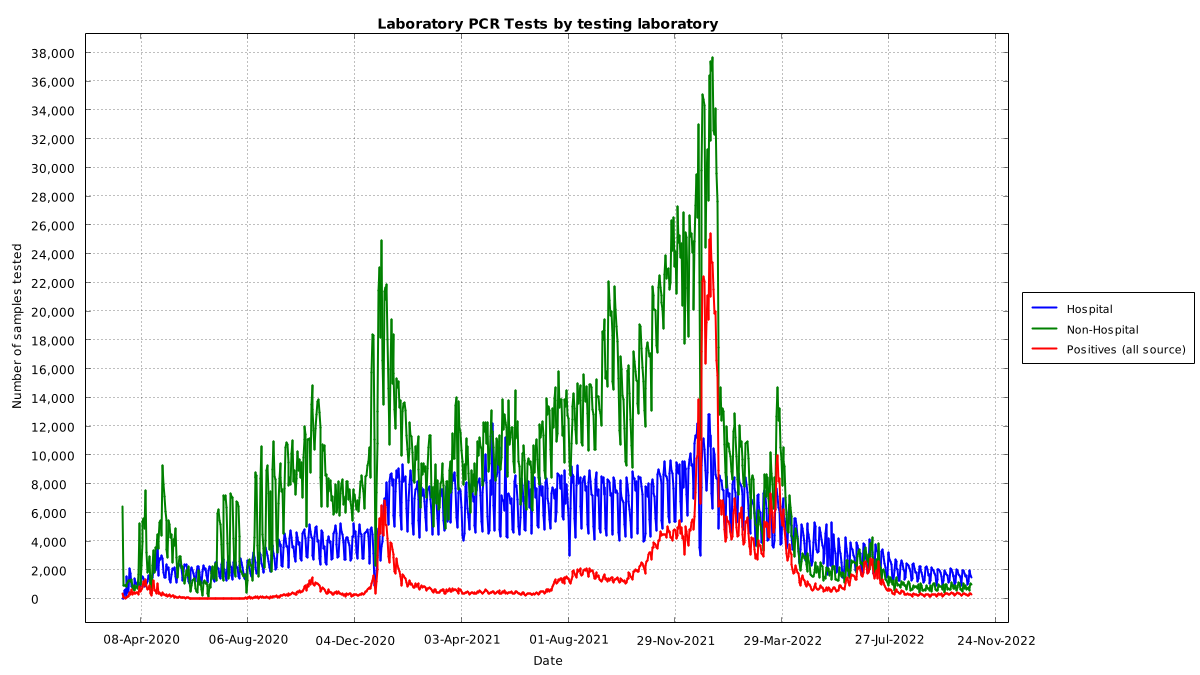 Laboratory PCR Tests by testing laboratory
Number of samples tested
38,000
36,000
34,000
32,000
30,000
28,000
26,000
24,000
22,000
20,000
18,000
16,000
14,000
12,000
10,000
8,000
6,000
4,000
2,000
0
08-Apr-2020 06-Aug-2020 04-Dec-2020 03-Apr-2021 01-Aug-2021 29-Nov-2021 29-Mar-2022 27-Jul-2022 24-Nov-2022
Date
Hospital
Non-Hospital
Positives (all source)